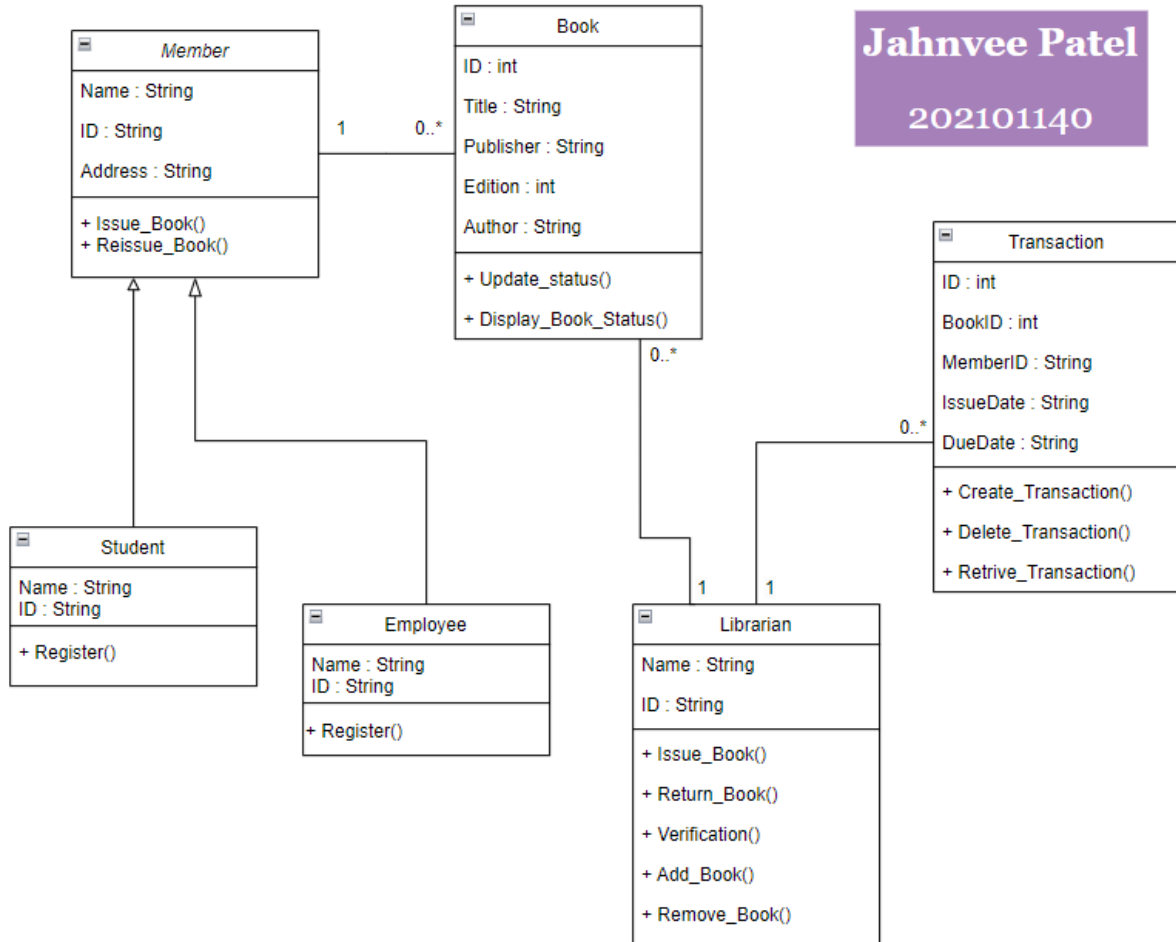 Member
Name : String
ID : String
Address : String
+ Issue_Book()
+ Reissue_Book()
1
0..*
Book
ID : int
Title : String
Publisher : String
Edition : int
Author : String
+ Update_status()
+ Display_Book_Status()
Jahnvee Patel
202101140
Transaction
ID : int
BookID : int
MemberID : String
IssueDate : String
DueDate : String
+ Create_Transaction()
+ Delete_Transaction()
+ Retrive_Transaction()
0..*
0..*
Student
Name : String
ID : String
+ Register()
Employee
Name : String
ID : String
+ Register()
1
1
Librarian
Name : String
ID : String
+ Issue_Book()
+ Return_Book()
+ Verification()
+ Add_Book()
+ Remove_Book()